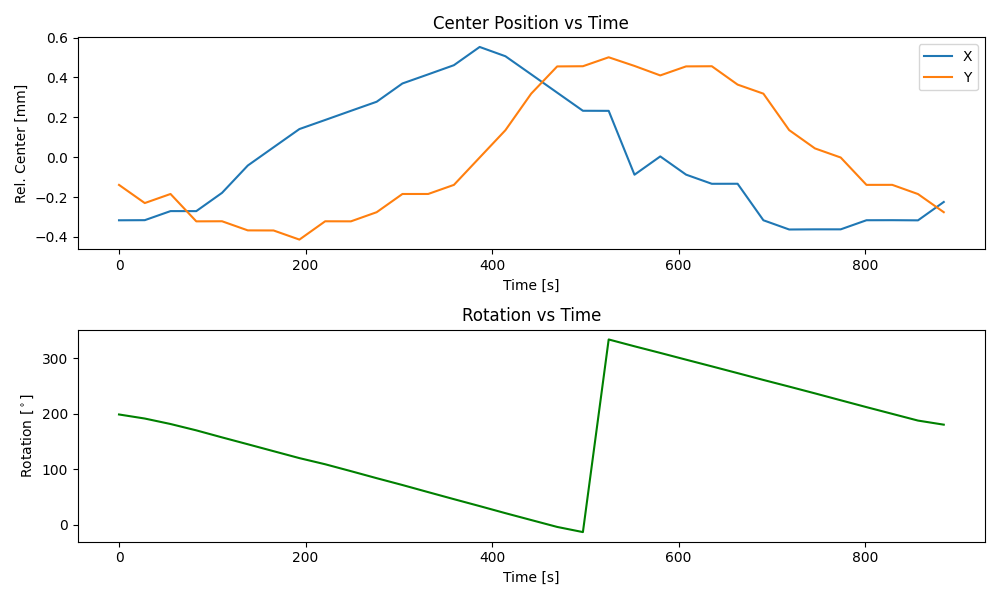 Center Position vs Time
Rel. Center [mm]
0.6
0.4
0.2
0.0
−0.2
−0.4
X
Y
0 200 400 600 800
Time [s]
Rotation vs Time
Rotation [°]
300
200
100
0
0 200 400 600 800
Time [s]